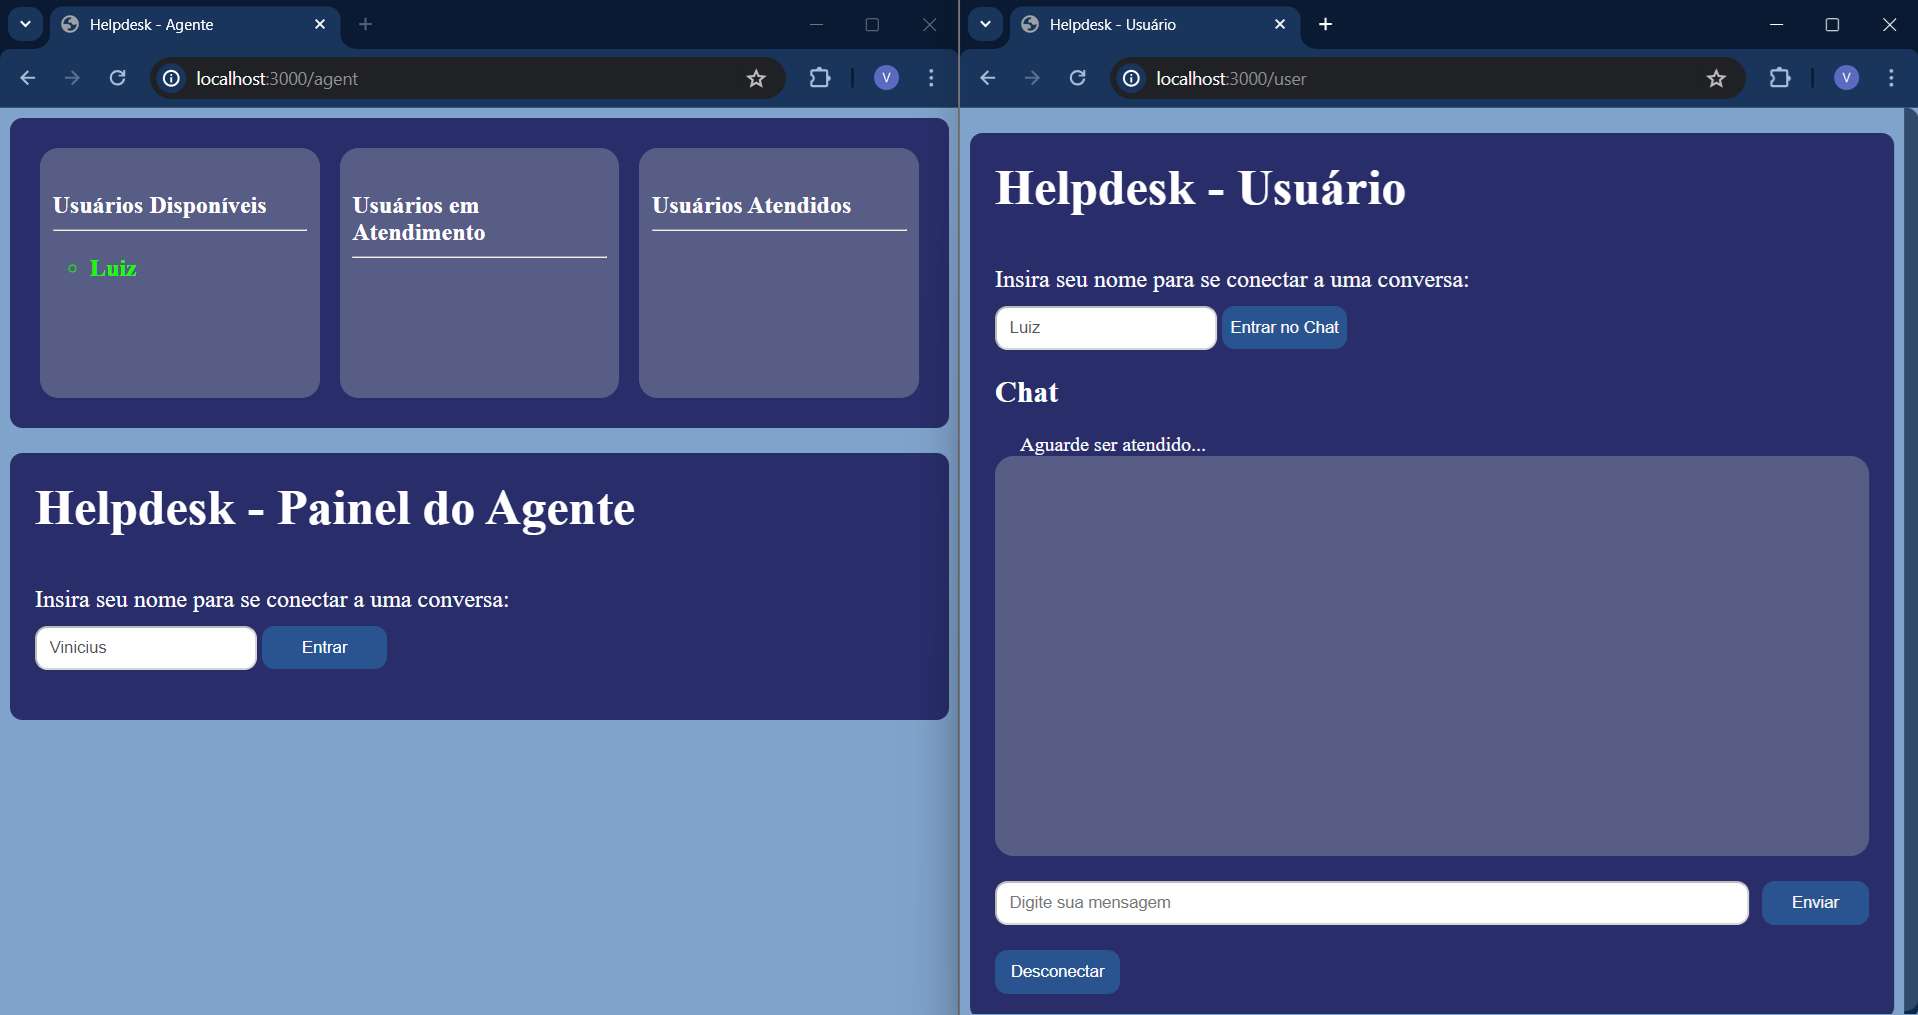 Helpdesk - Agente
localhost:3000/agent
V
Usuários Disponíveis
Luiz
Usuários em
Atendimento
Usuários Atendidos
Helpdesk - Painel do Agente
Insira seu nome para se conectar a uma conversa:
Vinicius
Entrar
Helpdesk - Usuário
localhost:3000/user
V
Helpdesk - Usuário
Insira seu nome para se conectar a uma conversa:
Luiz
Entrar no Chat
Chat
Aguarde ser atendido...
Digite sua mensagem
Enviar
Desconectar